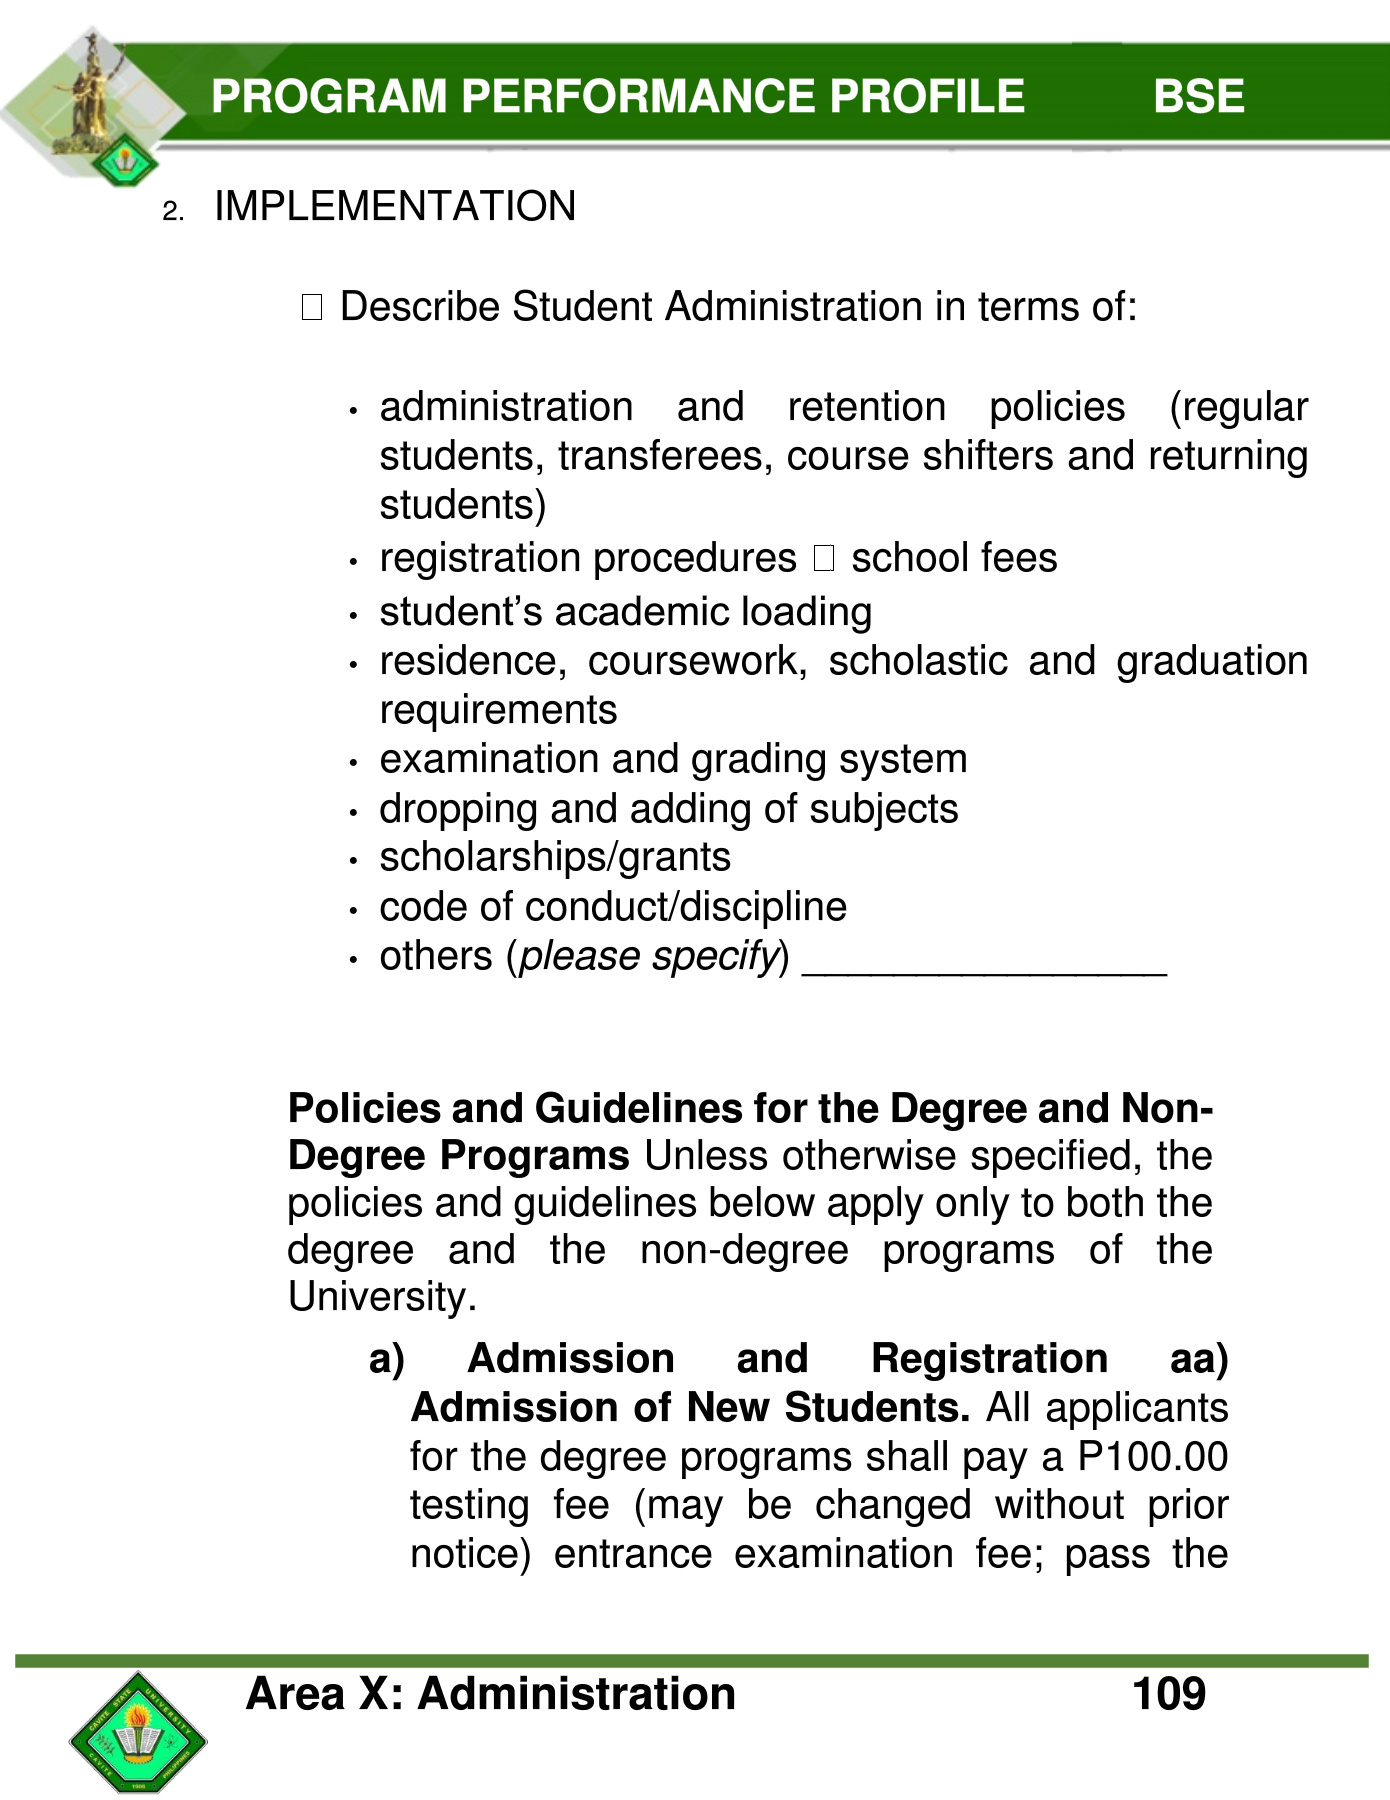 PROGRAM PERFORMANCE PROFILE BSE
2. IMPLEMENTATION
□ Describe Student Administration in terms of:
• administration and retention policies (regular
students, transferees, course shifters and returning
students)
• registration procedures □ school fees
• student’s academic loading
• residence, coursework, scholastic and graduation
requirements
• examination and grading system
• dropping and adding of subjects
• scholarships/grants
• code of conduct/discipline
• others (please specify) ________________
Policies and Guidelines for the Degree and Non-
Degree Programs Unless otherwise specified, the
policies and guidelines below apply only to both the
degree and the non-degree programs of the
University.
a) Admission and Registration aa)
Admission of New Students. All applicants
for the degree programs shall pay a P100.00
testing fee (may be changed without prior
notice) entrance examination fee; pass the
Area X: Administration 109
CAVITE STATE UNIVERSITY
CAVITE PHILIPPINES
1906